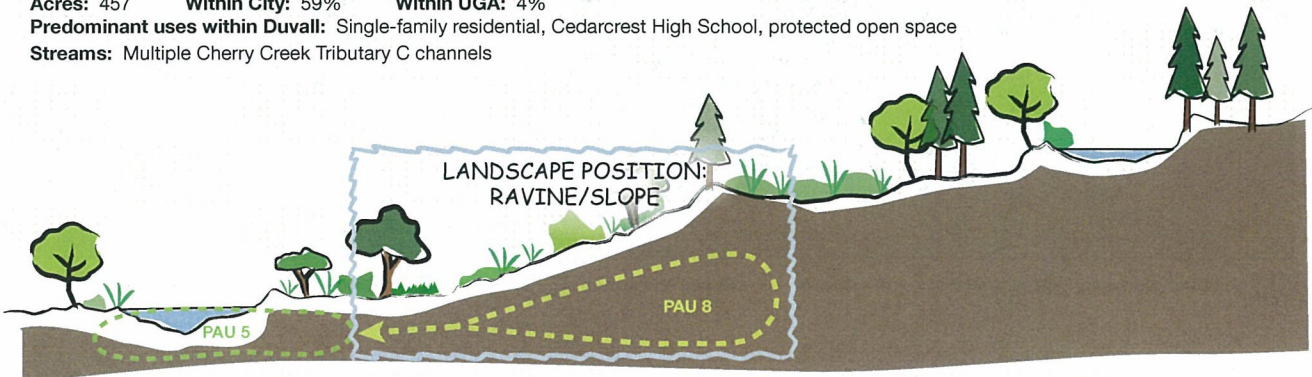 Acres: 457 Within City: 59% Within UGA: 4%
Predominant uses within Duvall: Single-family residential, Cedarcrest High School, protected open space
Streams: Multiple Cherry Creek Tributary C channels
LANDSCAPE POSITION:
RAVINE/SLOPE
PAU 8
PAU 5